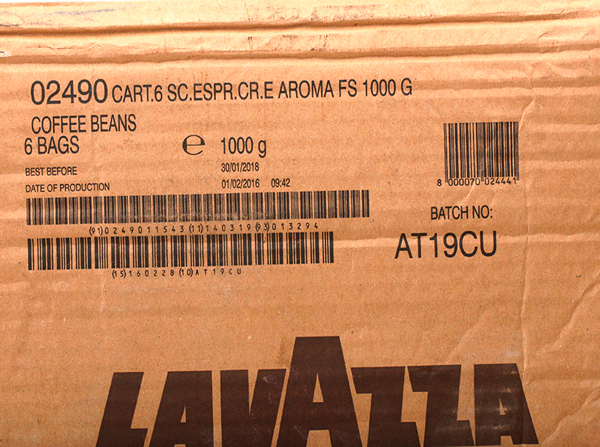 02490 CART.6 SC.ESPR.CR.E AROMA FS 1000 G
COFFEE BEANS
6 BAGS ℮ 1000 g
BEST BEFORE 30/01/2018
DATE OF PRODUCTION 01/02/2016 09:42
8 000070 024441
(91)0249011543(11)140319(93)013294
BATCH NO:
AT19CU
(15)160228(10)AT19CU
LAVAZZA